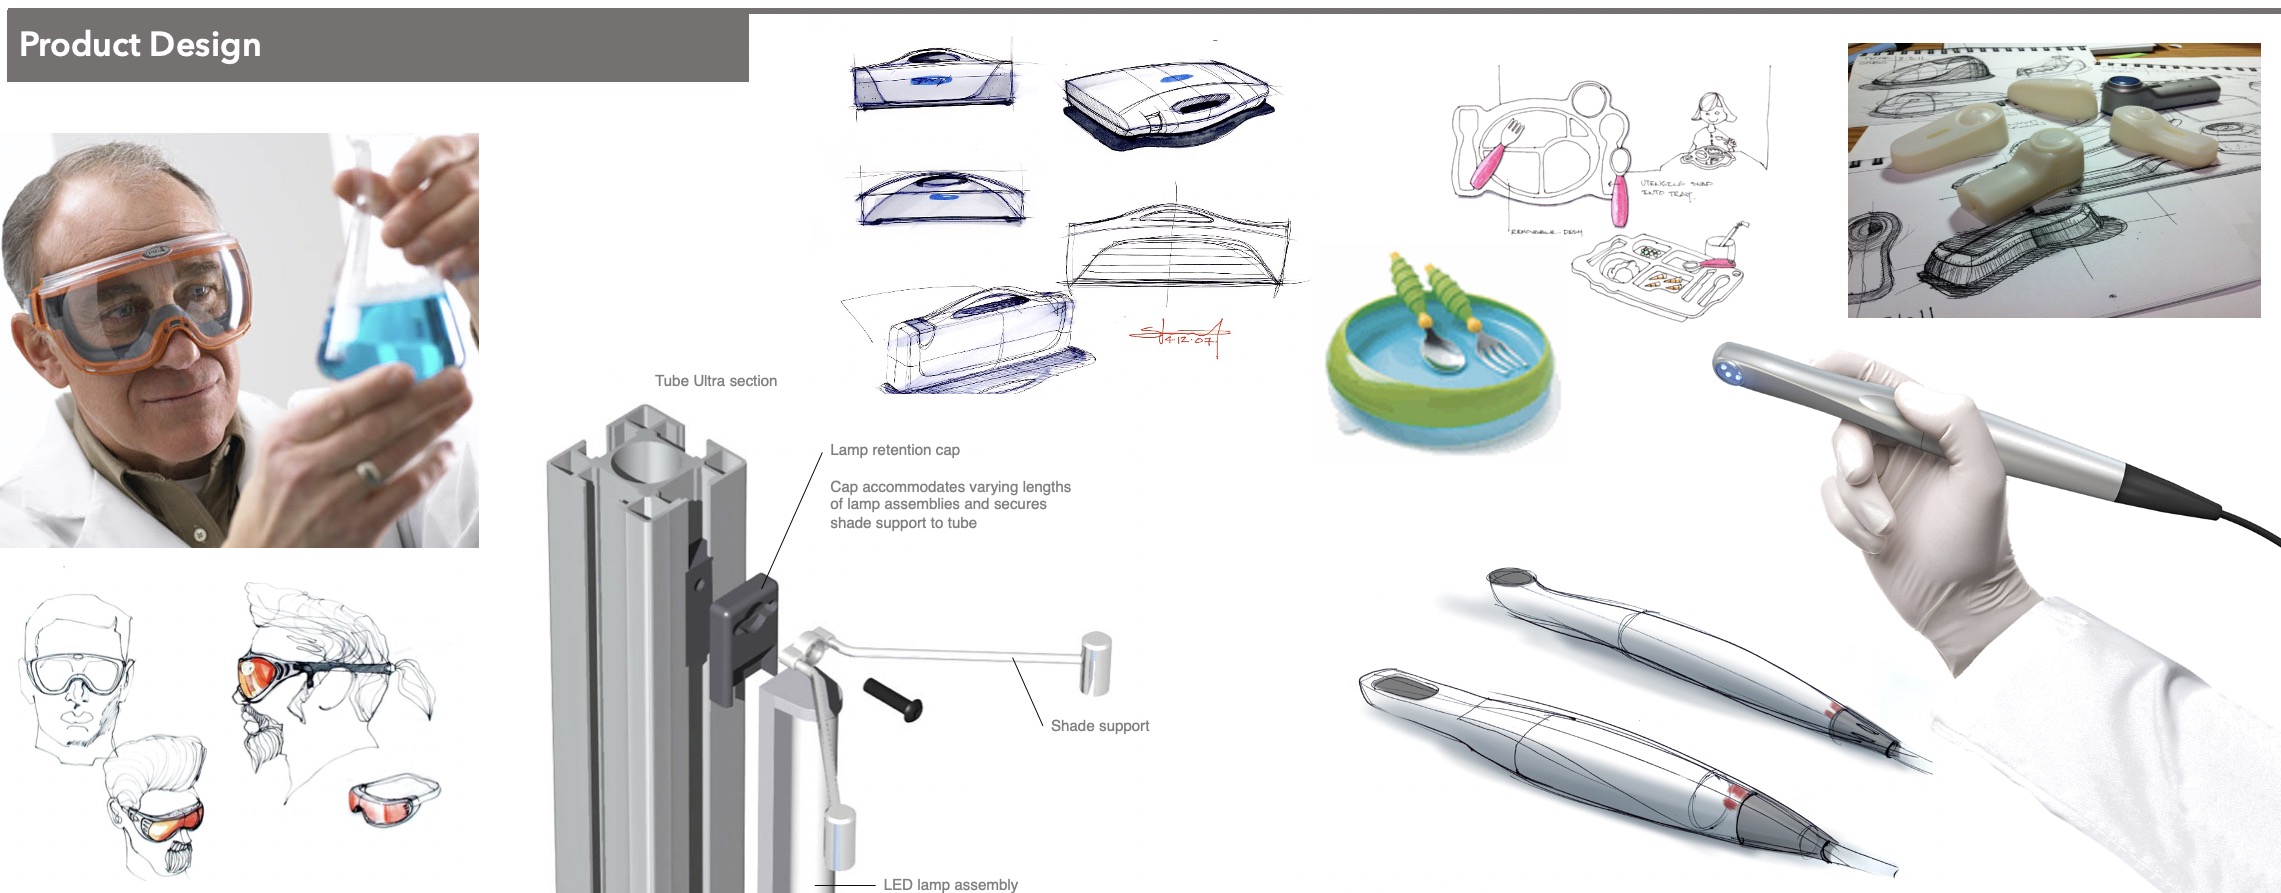 Product Design
UTENSILS SNAP
INTO TRAY.
REMOVABLE DISH
4.12.07
Tube Ultra section
Lamp retention cap
Cap accommodates varying lengths
of lamp assemblies and secures
shade support to tube
Shade support
LED lamp assembly